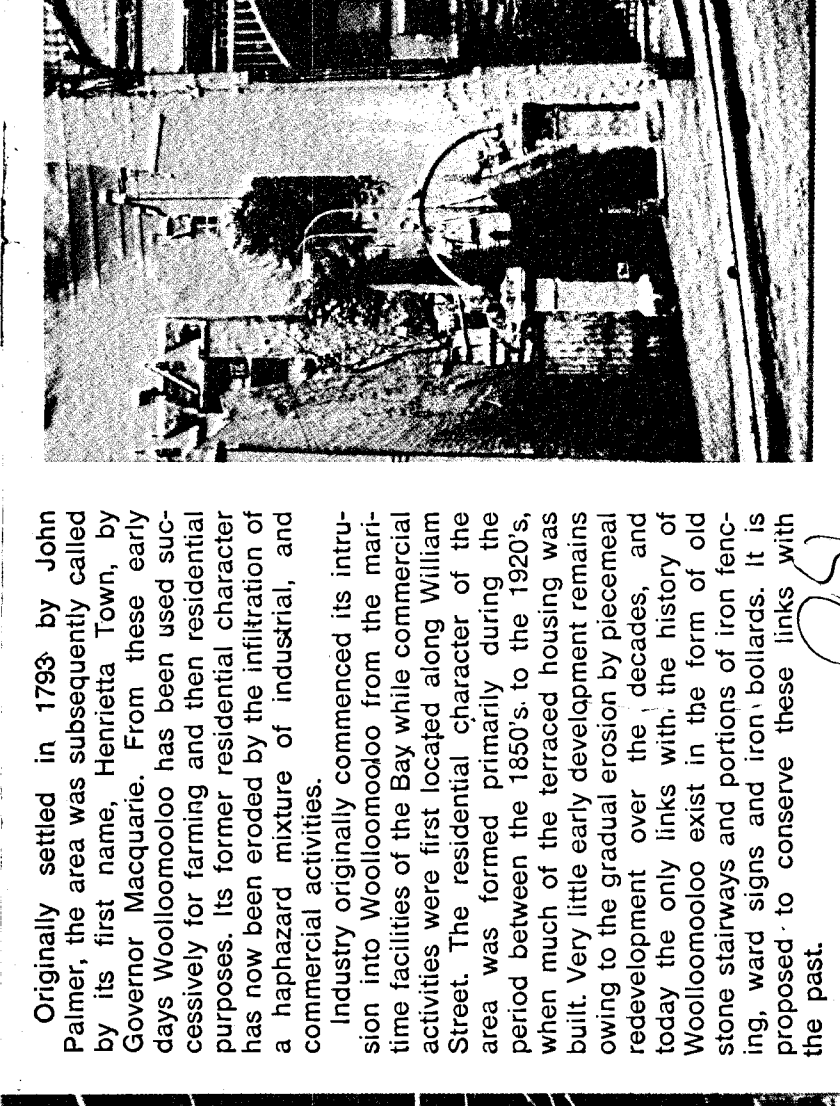 Originally settled in 1793 by John
Palmer, the area was subsequently called
by its first name, Henrietta Town, by
Governor Macquarie. From these early
days Woolloomooloo has been used suc-
cessively for farming and then residential
purposes. Its former residential character
has now been eroded by the infiltration of
a haphazard mixture of industrial, and
commercial activities.
Industry originally commenced its intru-
sion into Woolloomooloo from the mari-
time facilities of the Bay while commercial
activities were first located along William
Street. The residential character of the
area was formed primarily during the
period between the 1850's to the 1920's,
when much of the terraced housing was
built. Very little early development remains
owing to the gradual erosion by piecemeal
redevelopment over the decades, and
today the only links with the history of
Woolloomooloo exist in the form of old
stone stairways and portions of iron fenc-
ing, ward signs and iron bollards. It is
proposed to conserve these links with
the past.